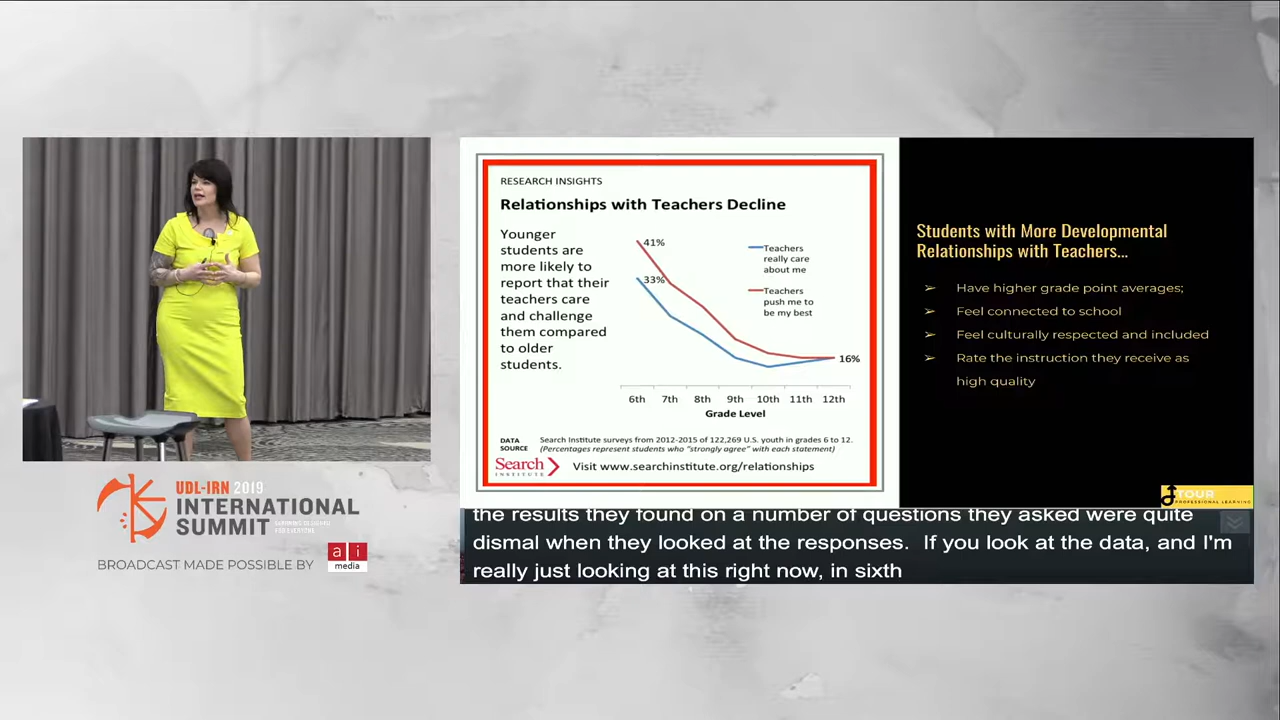 RESEARCH INSIGHTS
Relationships with Teachers Decline
Younger
students are
more likely to
report that their
teachers care
and challenge
them compared
to older
students.
41%
33%
16%
Teachers
really care
about me
Teachers
push me to
be my best
6th 7th 8th 9th 10th 11th 12th
Grade Level
DATA
SOURCE
Search Institute surveys from 2012-2015 of 122,269 U.S. youth in grades 6 to 12.
(Percentages represent students who “strongly agree” with each statement)
Search
INSTITUTE
Visit www.searchinstitute.org/relationships
Students with More Developmental
Relationships with Teachers...
➢ Have higher grade point averages;
➢ Feel connected to school
➢ Feel culturally respected and included
➢ Rate the instruction they receive as
high quality
TOUR
PROFESSIONAL LEARNING
the results they found on a number of questions they asked were quite
dismal when they looked at the responses. If you look at the data, and I'm
really just looking at this right now, in sixth
UDL-IRN 2019
INTERNATIONAL
SUMMIT
BROADCAST MADE POSSIBLE BY
ai
media